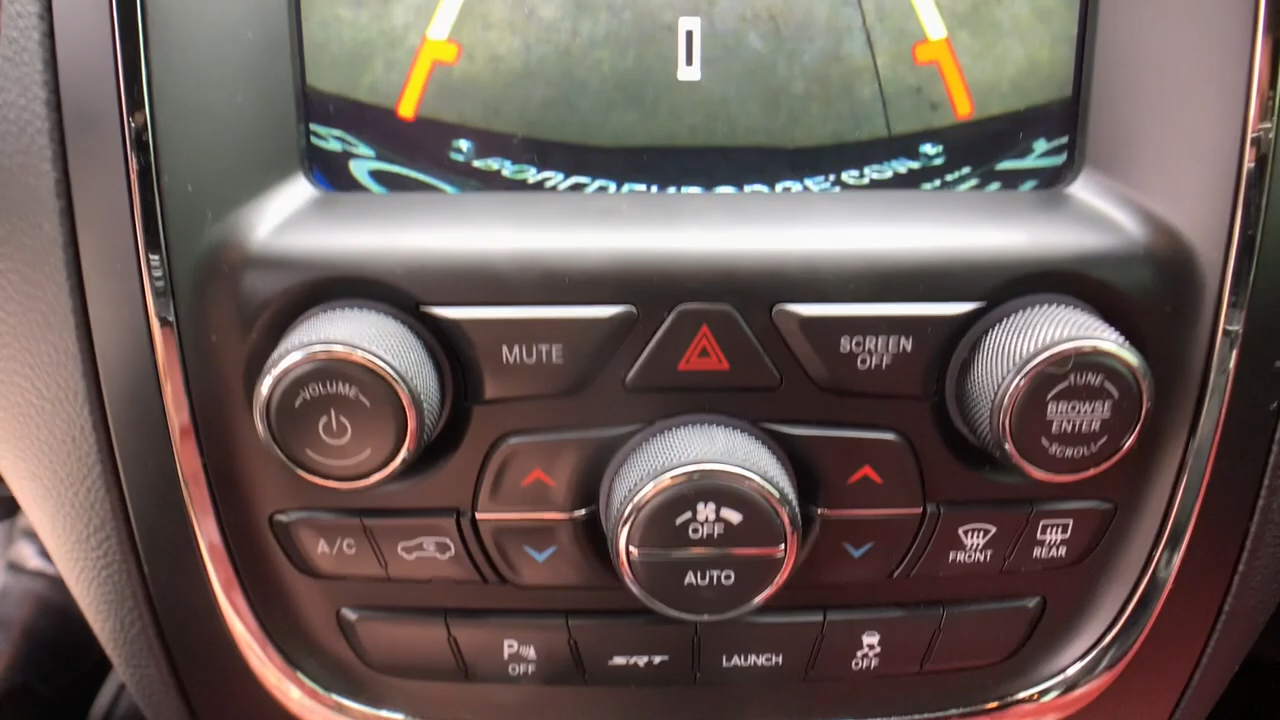 MUTE
SCREEN
OFF
VOLUME
TUNE
BROWSE
ENTER
SCROLL
OFF
AUTO
A/C
FRONT
REAR
P
OFF
SRT
LAUNCH
OFF